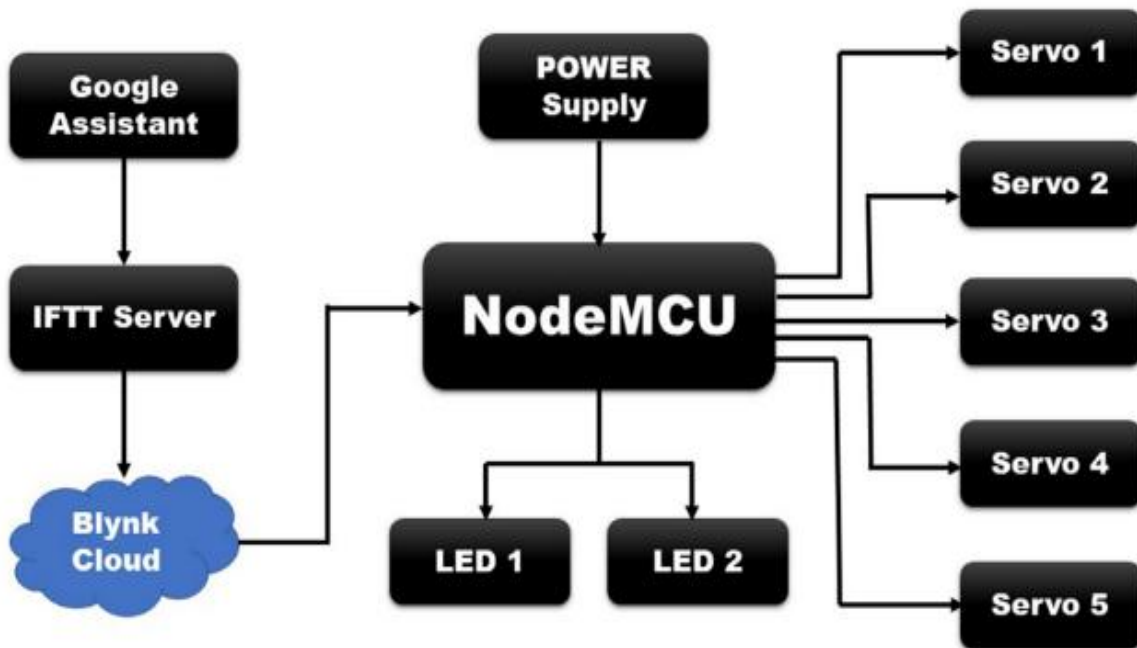 Google
Assistant
IFTT Server
Blynk
Cloud
POWER
Supply
NodeMCU
LED 1
LED 2
Servo 1
Servo 2
Servo 3
Servo 4
Servo 5